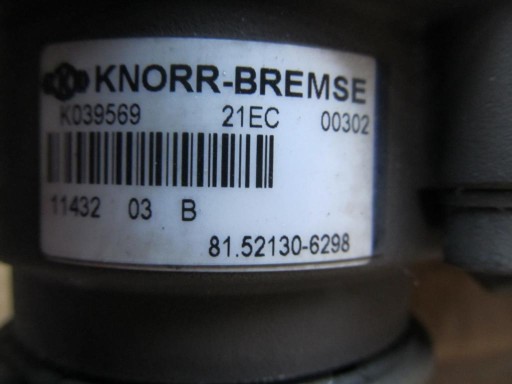 KNORR-BREMSE
K039569 21EC 00302
11432 03 B
81.52130-6298